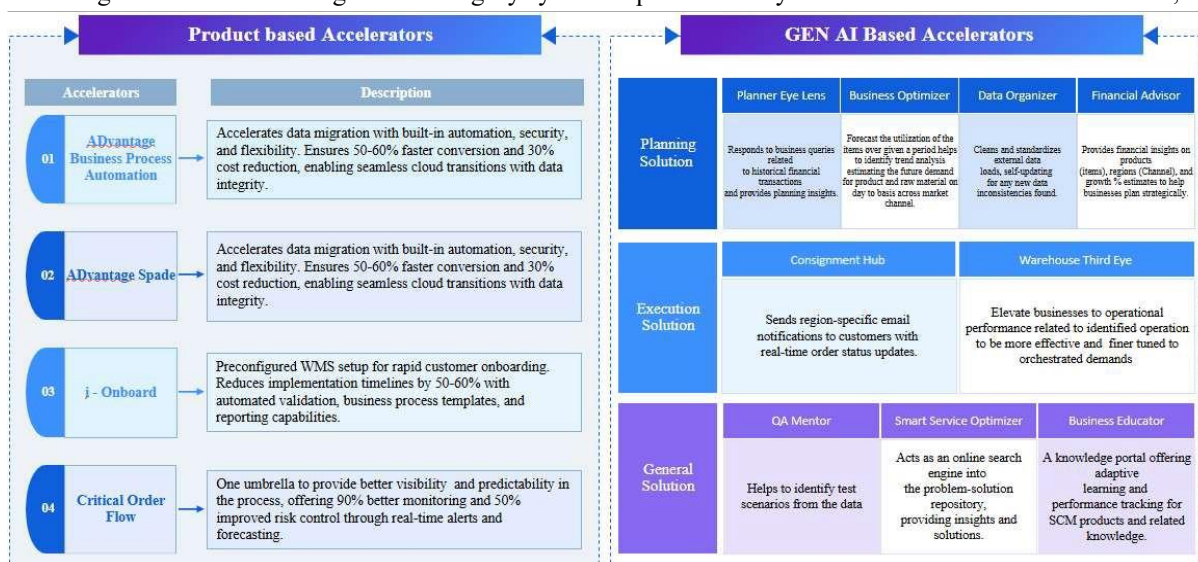 Product based Accelerators
Accelerators
Description
01
ADvantage
Business Process
Automation
Accelerates data migration with built-in automation, security,
and flexibility. Ensures 50-60% faster conversion and 30%
cost reduction, enabling seamless cloud transitions with data
integrity.
02
ADvantage Spade
Accelerates data migration with built-in automation, security,
and flexibility. Ensures 50-60% faster conversion and 30%
cost reduction, enabling seamless cloud transitions with data
integrity.
03
j - Onboard
Preconfigured WMS setup for rapid customer onboarding.
Reduces implementation timelines by 50-60% with
automated validation, business process templates, and
reporting capabilities.
04
Critical Order
Flow
One umbrella to provide better visibility and predictability in
the process, offering 90% better monitoring and 50%
improved risk control through real-time alerts and
forecasting.
GEN AI Based Accelerators
Planning
Solution
Planner Eye Lens
Responds to business queries
related
to historical financial
transactions
and provides planning insights.
Business Optimizer
Forecast the utilization of the
items over given a period helps
to identify trend analysis
estimating the future demand
for product and raw material on
day to basis across market
channel.
Data Organizer
Cleans and standardizes
external data
loads, self-updating
for any new data
inconsistencies found.
Financial Advisor
Provides financial insights on
products
(items), regions (Channel), and
growth % estimates to help
businesses plan strategically.
Execution
Solution
Consignment Hub
Sends region-specific email
notifications to customers with
real-time order status updates.
Warehouse Third Eye
Elevate businesses to operational
performance related to identified operation
to be more effective and finer tuned to
orchestrated demands
General
Solution
QA Mentor
Helps to identify test
scenarios from the data
Smart Service Optimizer
Acts as an online search
engine into
the problem-solution
repository,
providing insights and
solutions.
Business Educator
A knowledge portal offering
adaptive
learning and
performance tracking for
SCM products and related
knowledge.